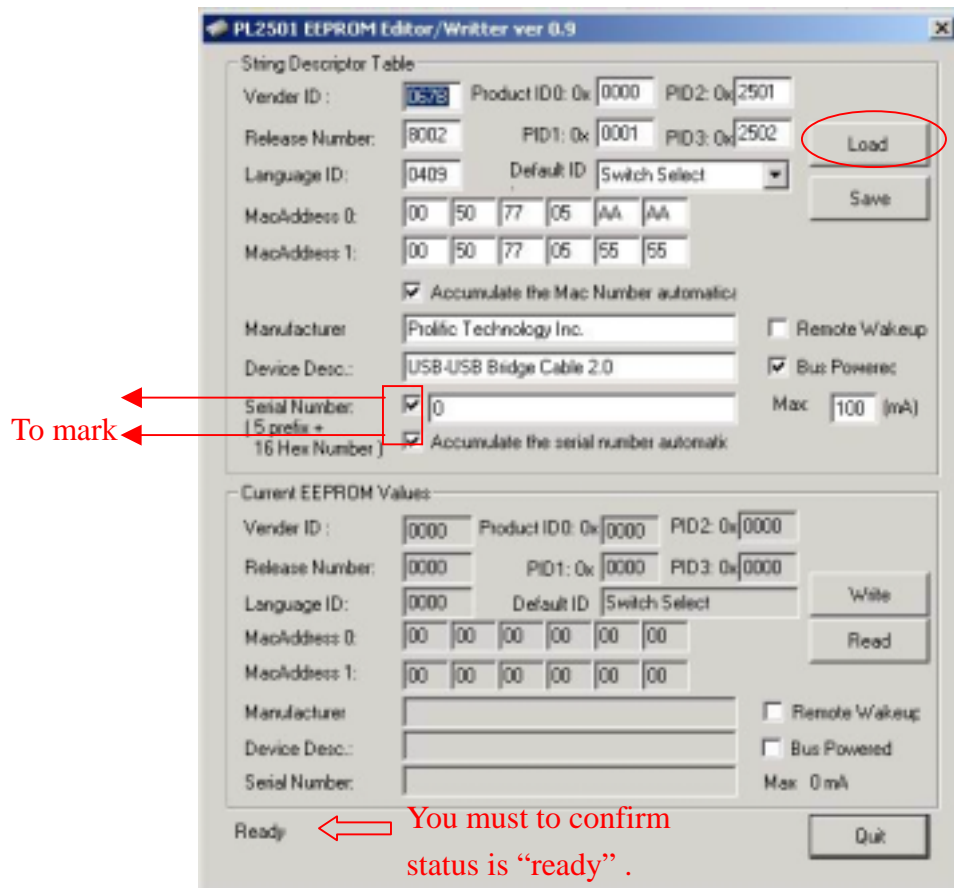 PL2501 EEPROM Editor/Writter ver 0.9
String Descriptor Table
Vender ID : 067B Product ID0: 0x 0000 PID2: 0x 2501
Release Number: 8002 PID1: 0x 0001 PID3: 0x 2502
Load
Language ID: 0409 Default ID Switch Select
Save
MacAddress 0: 00 50 77 05 AA AA
MacAddress 1: 00 50 77 05 55 55
Accumulate the Mac Number automatica
Manufacturer Prolific Technology Inc. Remote Wakeup
Device Desc.: USB-USB Bridge Cable 2.0 Bus Powerec
Serial Number: 0 Max: 100 (mA)
( 5 prefix +
16 Hex Number )
Accumulate the serial number automatic
To mark
Current EEPROM Values
Vender ID : 0000 Product ID0: 0x 0000 PID2: 0x 0000
Release Number: 0000 PID1: 0x 0000 PID3: 0x 0000
Language ID: 0000 Default ID Switch Select
Write
MacAddress 0: 00 00 00 00 00 00
Read
MacAddress 1: 00 00 00 00 00 00
Manufacturer Remote Wakeup
Device Desc.: Bus Powered
Serial Number: Max 0 mA
Ready
You must to confirm
status is “ready” .
Quit